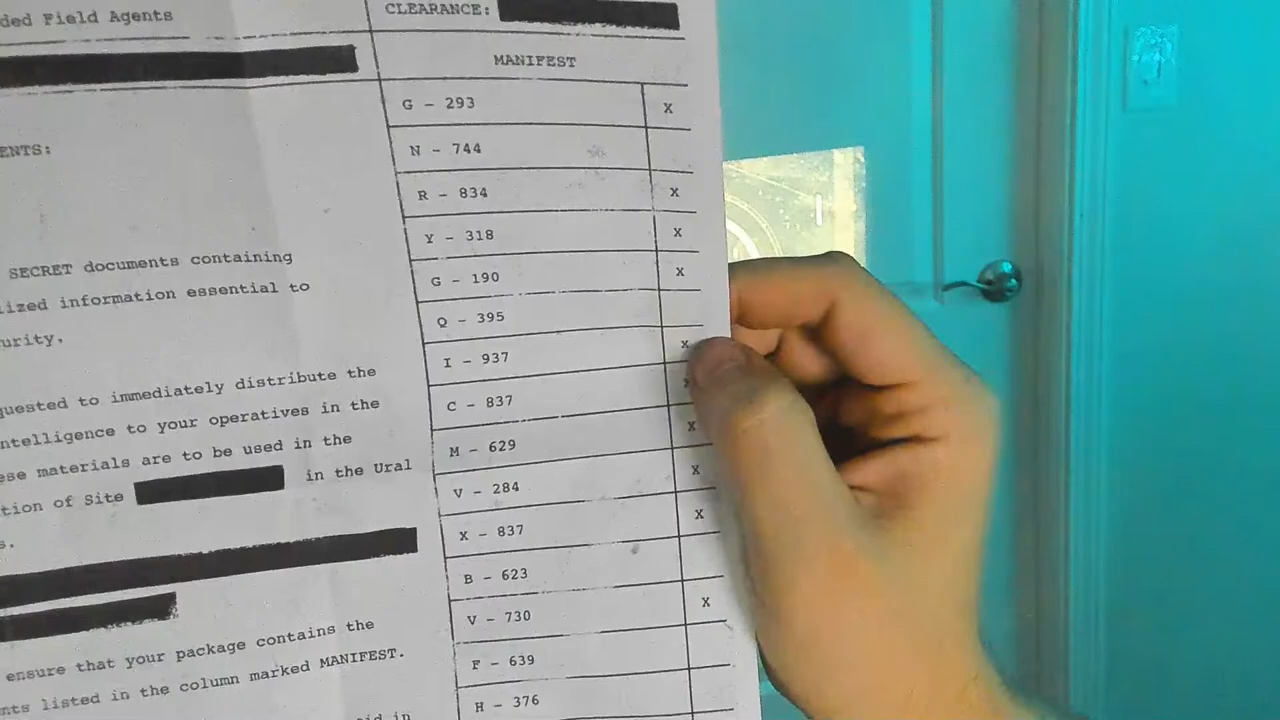 ded Field Agents
CLEARANCE:
MANIFEST
G - 293 X
N - 744
R - 834 X
Y - 318 X
G - 190 X
Q - 395
I - 937 X
C - 837 X
M - 629 X
V - 284 X
X - 837 X
B - 623
V - 730 X
F - 639
H - 376
ENTS:
SECRET documents containing
ized information essential to
urity.
quested to immediately distribute the
ntelligence to your operatives in the
ese materials are to be used in the
tion of Site in the Ural
s.
ensure that your package contains the
nts listed in the column marked MANIFEST.